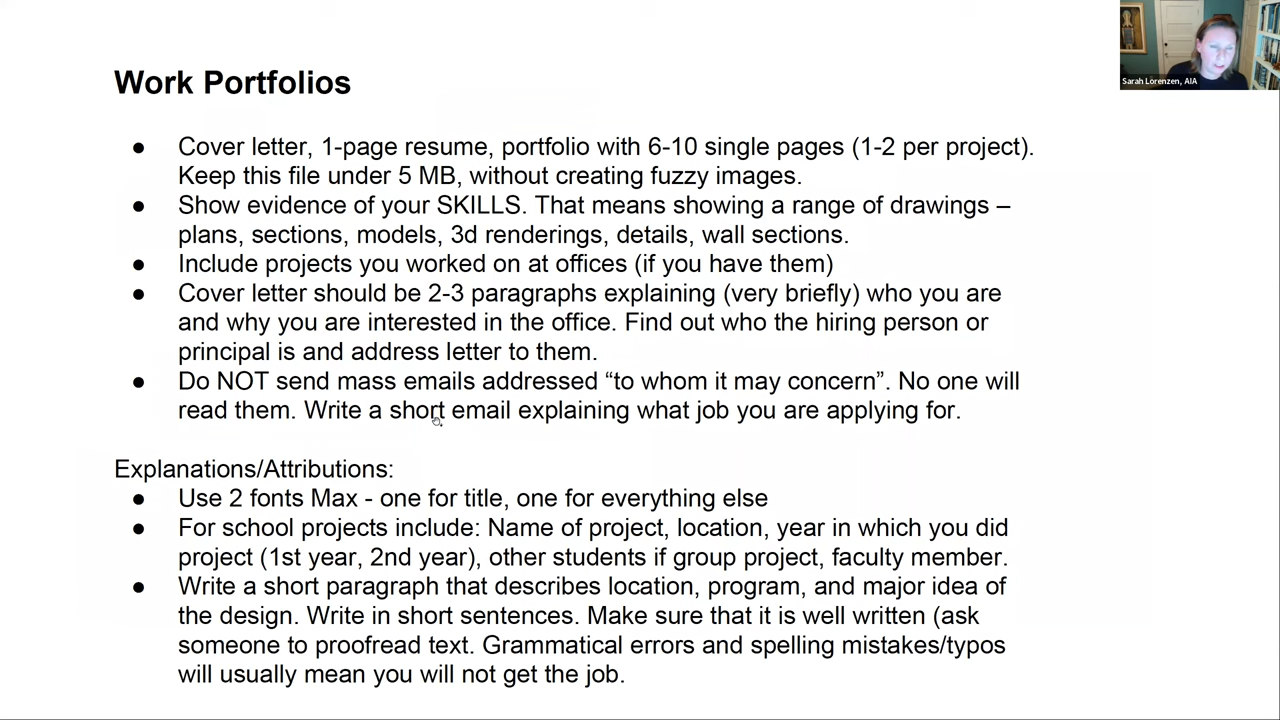 Work Portfolios
● Cover letter, 1-page resume, portfolio with 6-10 single pages (1-2 per project).
Keep this file under 5 MB, without creating fuzzy images.
● Show evidence of your SKILLS. That means showing a range of drawings –
plans, sections, models, 3d renderings, details, wall sections.
● Include projects you worked on at offices (if you have them)
● Cover letter should be 2-3 paragraphs explaining (very briefly) who you are
and why you are interested in the office. Find out who the hiring person or
principal is and address letter to them.
● Do NOT send mass emails addressed “to whom it may concern”. No one will
read them. Write a short email explaining what job you are applying for.
Explanations/Attributions:
● Use 2 fonts Max - one for title, one for everything else
● For school projects include: Name of project, location, year in which you did
project (1st year, 2nd year), other students if group project, faculty member.
● Write a short paragraph that describes location, program, and major idea of
the design. Write in short sentences. Make sure that it is well written (ask
someone to proofread text. Grammatical errors and spelling mistakes/typos
will usually mean you will not get the job.
Sarah Lorenzen, AIA